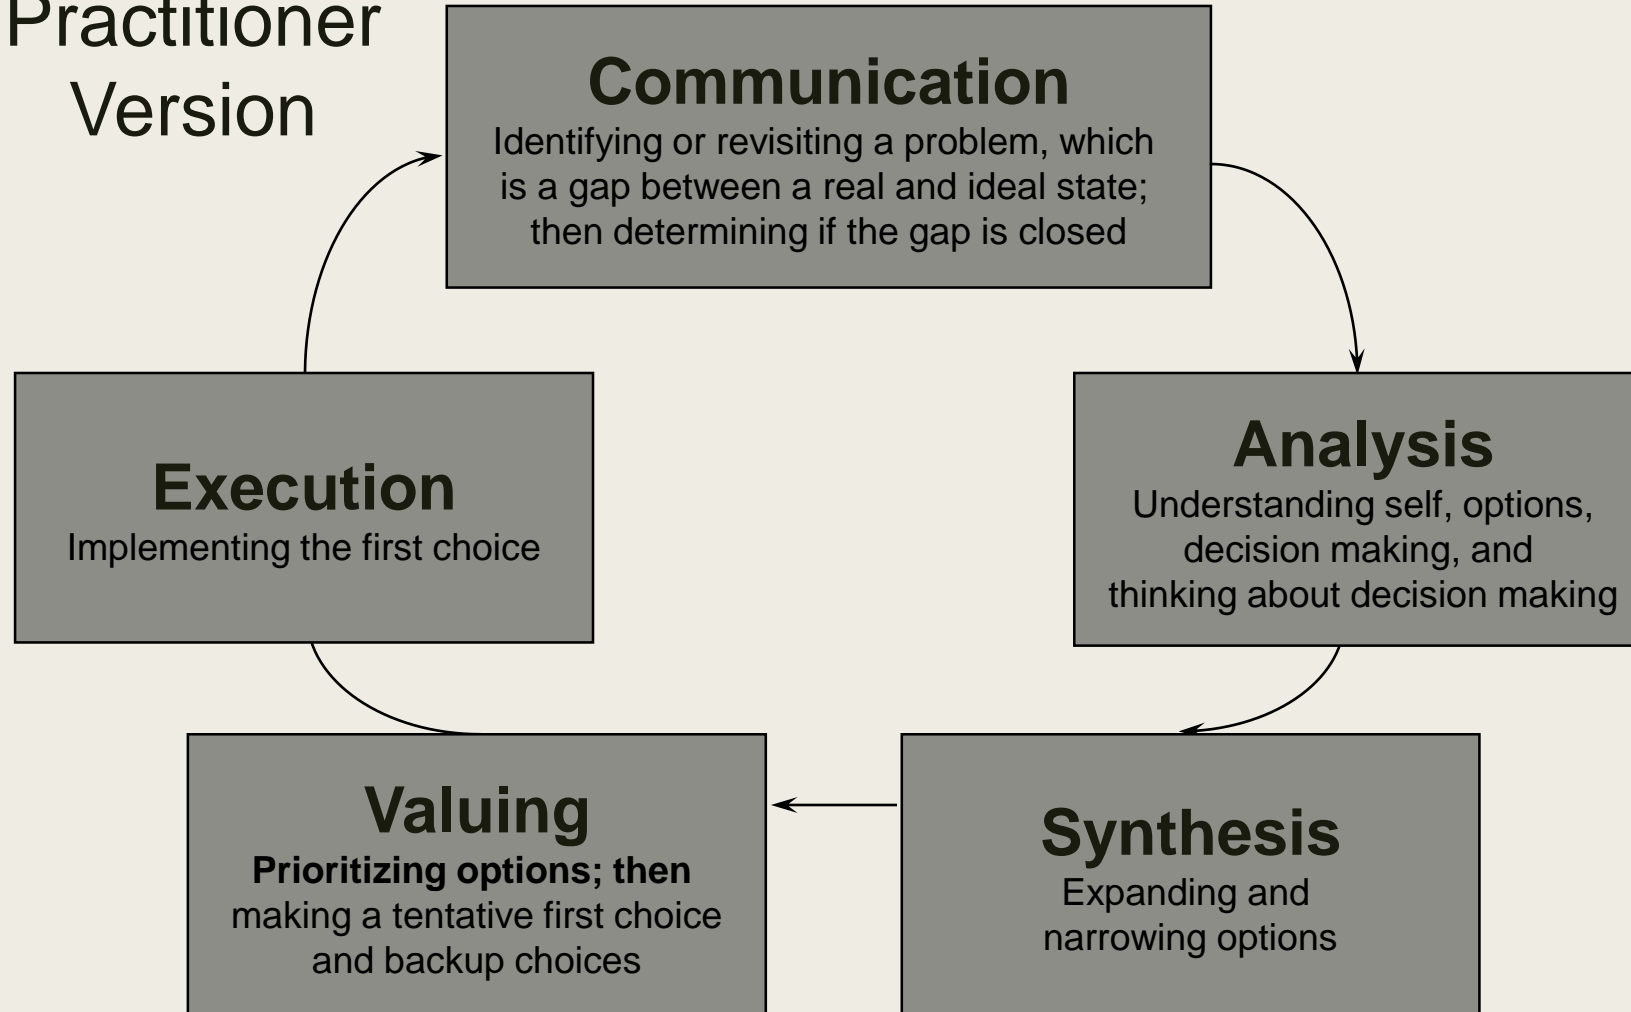 Practitioner
Version
Communication
Identifying or revisiting a problem, which
is a gap between a real and ideal state;
then determining if the gap is closed
Execution
Implementing the first choice
Analysis
Understanding self, options,
decision making, and
thinking about decision making
Valuing
Prioritizing options; then
making a tentative first choice
and backup choices
Synthesis
Expanding and
narrowing options